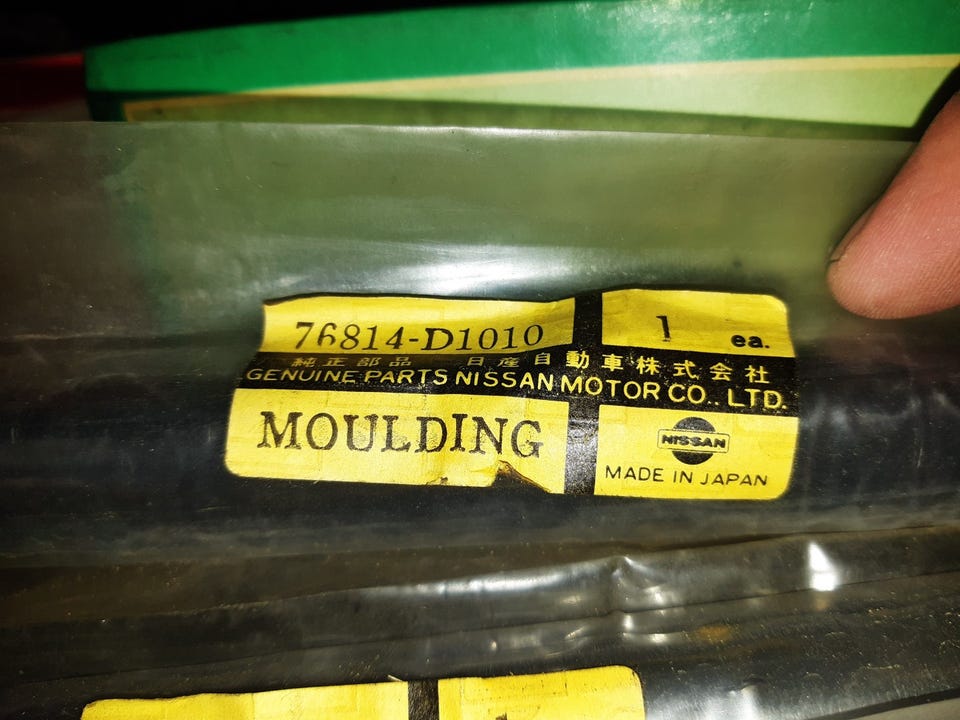 76814-D1010 1 ea.
純正部品 日産自動車株式会社
GENUINE PARTS NISSAN MOTOR CO., LTD.
MOULDING NISSAN
MADE IN JAPAN